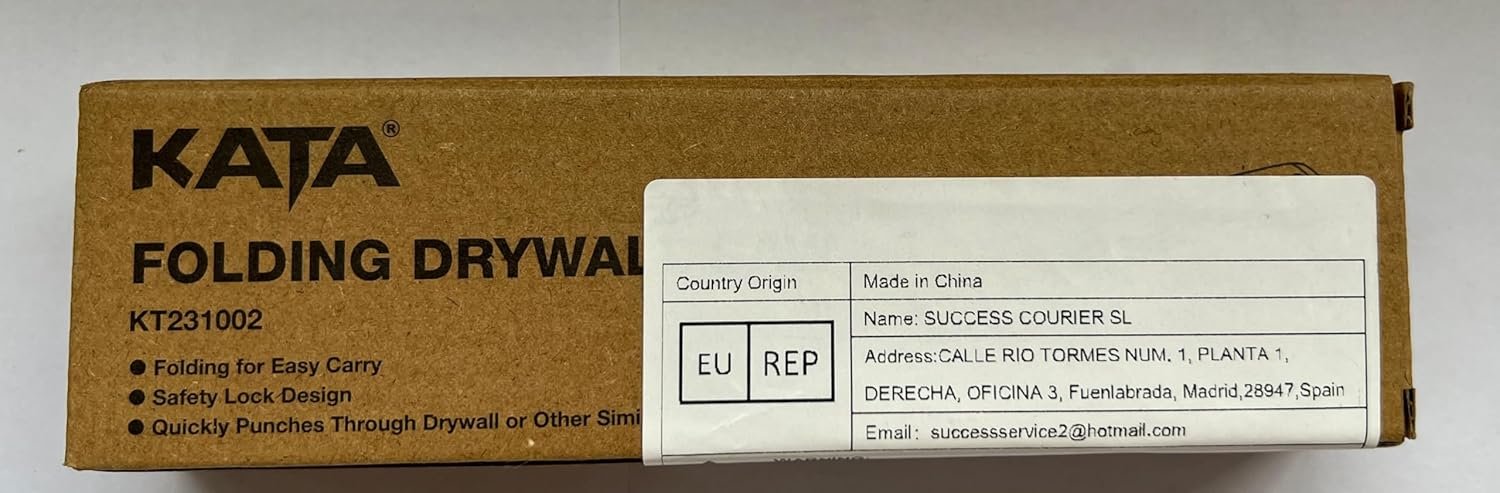 KATA®
FOLDING DRYWAL
KT231002
● Folding for Easy Carry
● Safety Lock Design
● Quickly Punches Through Drywall or Other Simi
Country Origin
Made in China
EU REP
Name: SUCCESS COURIER SL
Address:CALLE RIO TORMES NUM. 1, PLANTA 1,
DERECHA, OFICINA 3, Fuenlabrada, Madrid,28947,Spain
Email: successservice2@hotmail.com